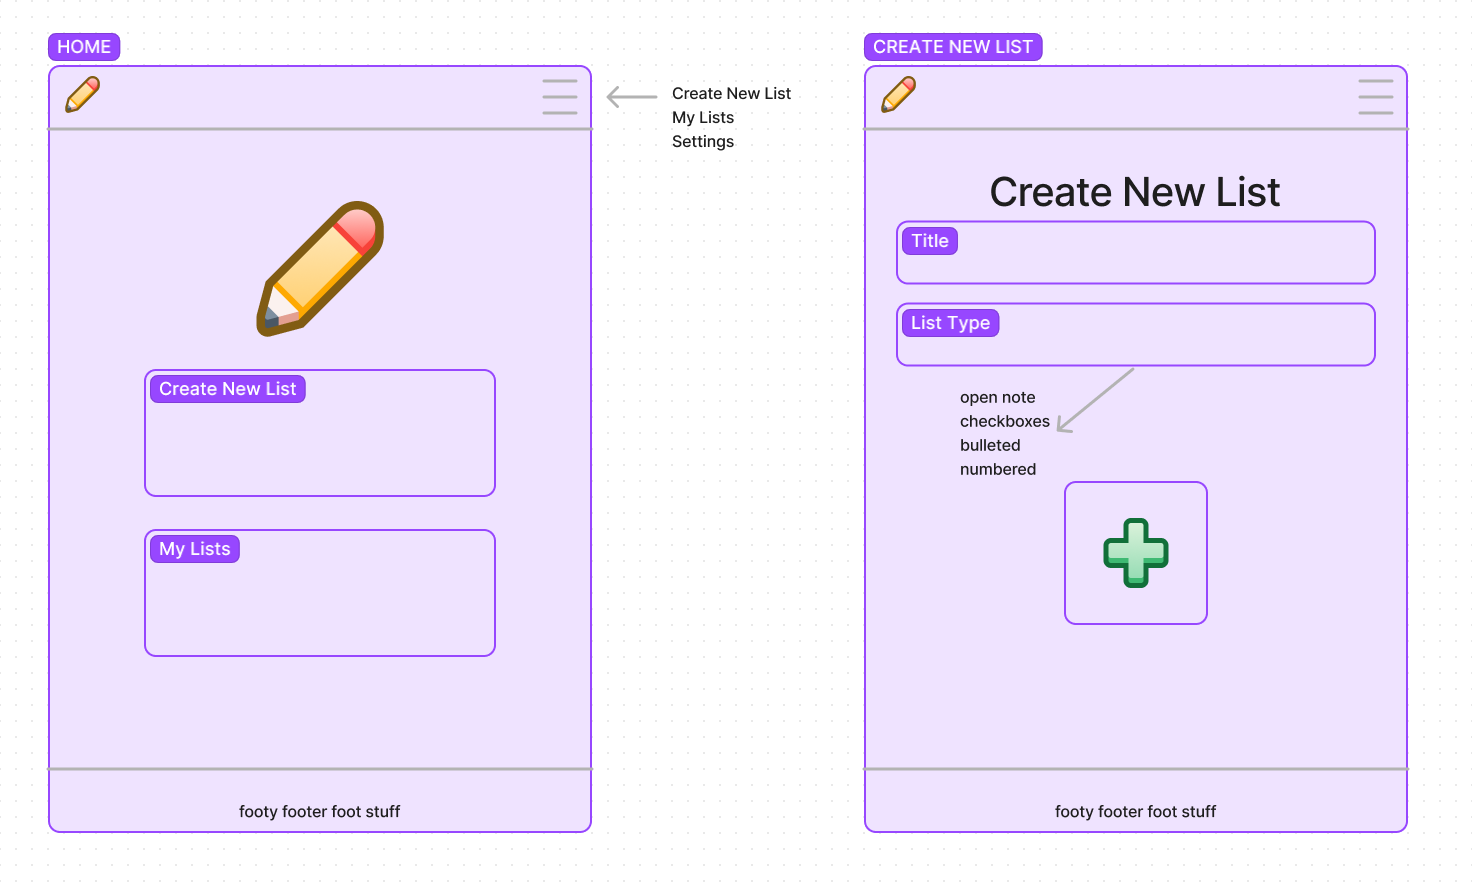 HOME
Create New List
My Lists
Settings
Create New List
My Lists
footy footer foot stuff
CREATE NEW LIST
Create New List
Title
List Type
open note
checkboxes
bulleted
numbered
footy footer foot stuff